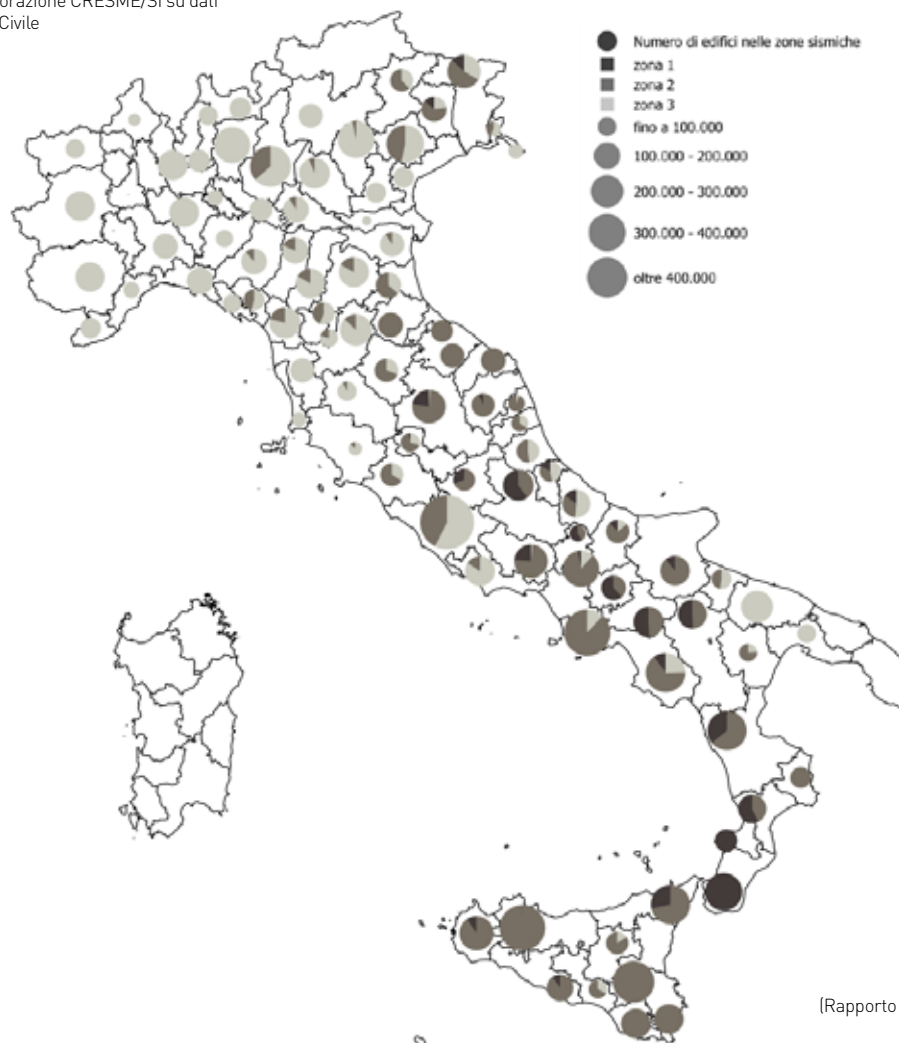 orazione CRESME/SI su dati
Civile
Numero di edifici nelle zone sismiche
zona 1
zona 2
zona 3
fino a 100.000
100.000 - 200.000
200.000 - 300.000
300.000 - 400.000
oltre 400.000
(Rapporto